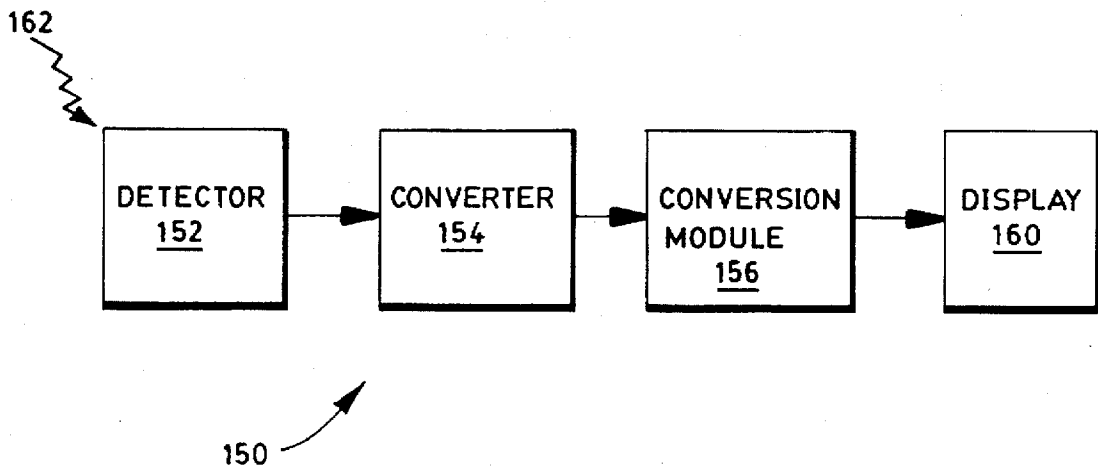 162
DETECTOR
152
CONVERTER
154
CONVERSION
MODULE
156
DISPLAY
160
150